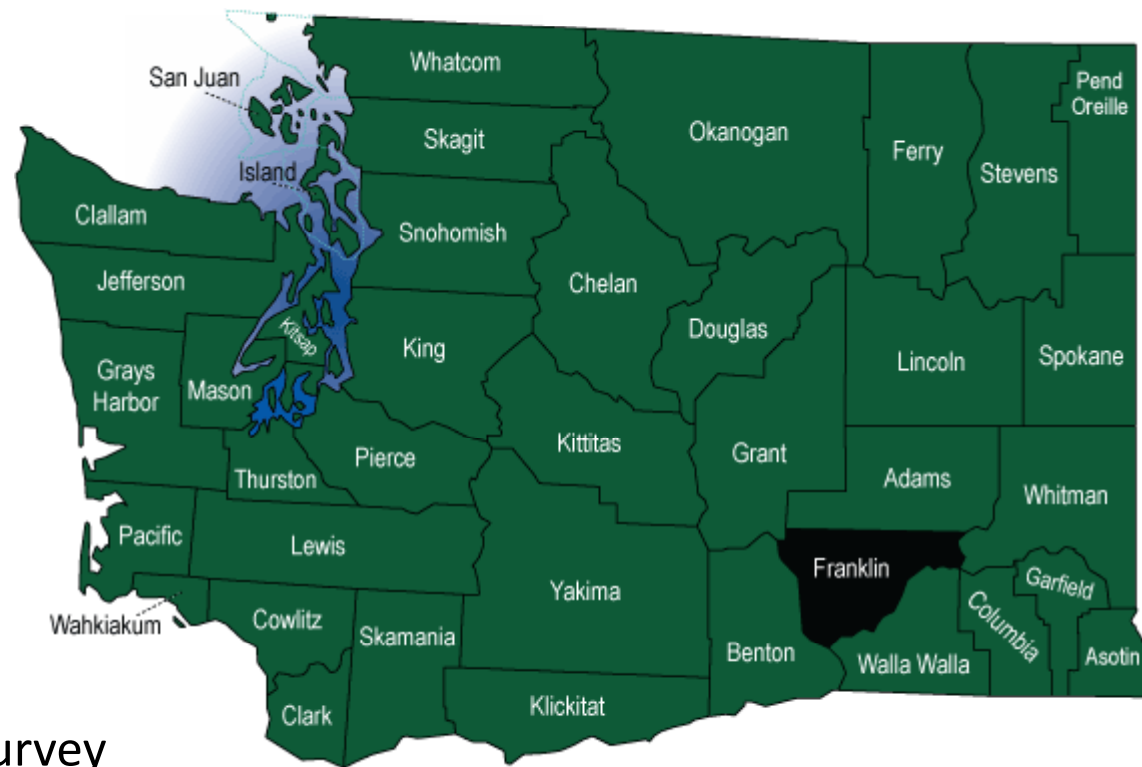 Whatcom
San Juan
Pend
Oreille
Okanogan
Skagit
Ferry
Stevens
Island
Clallam
Snohomish
Jefferson
Chelan
Kitsap
Douglas
King
Lincoln
Spokane
Grays
Harbor
Mason
Kittitas
Grant
Pierce
Adams
Thurston
Whitman
Pacific
Lewis
Franklin
Garfield
Yakima
Wahkiakum
Cowlitz
Columbia
Skamania
Benton
Walla Walla
Asotin
Klickitat
Clark
urvey